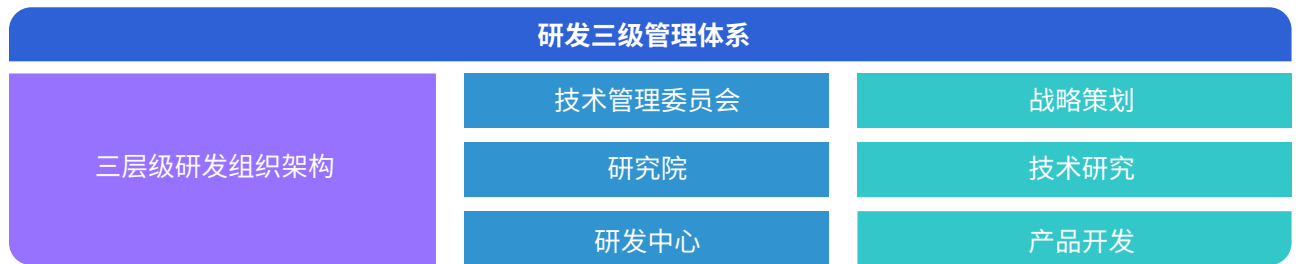 研发三级管理体系
三层级研发组织架构
技术管理委员会
战略策划
研究院
技术研究
研发中心
产品开发